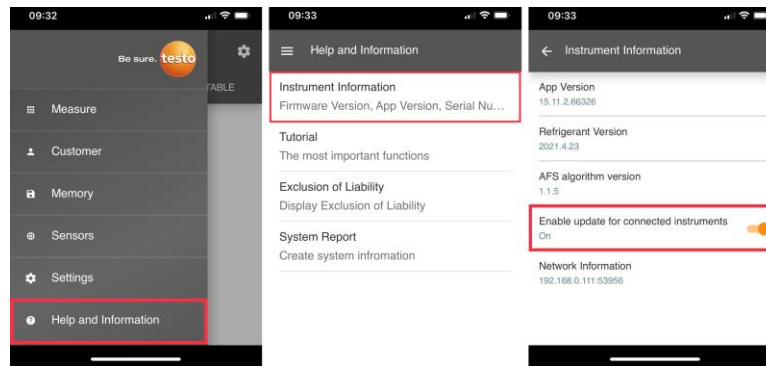 09:32
Be sure. testo
TABLE
Measure
Customer
Memory
Sensors
Settings
Help and Information
09:33
Help and Information
Instrument Information
Firmware Version, App Version, Serial Nu...
Tutorial
The most important functions
Exclusion of Liability
Display Exclusion of Liability
System Report
Create system infromation
09:33
Instrument Information
App Version
15.11.2.66326
Refrigerant Version
2021.4.23
AFS algorithm version
1.1.5
Enable update for connected instruments
On
Network Information
192.168.0.111:53956